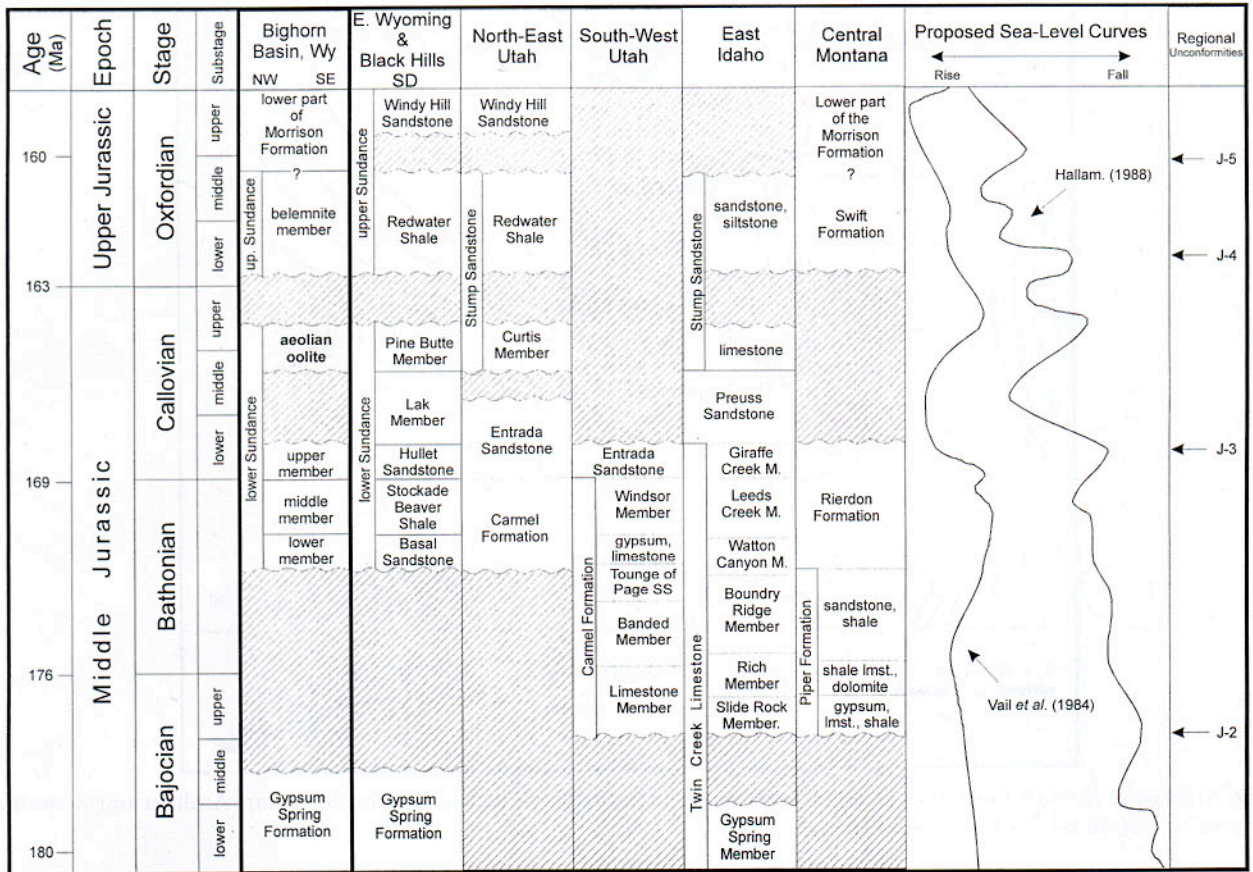 Age
(Ma)
Epoch
Stage
Substage
Bighorn
Basin, Wy
NW SE
E. Wyoming
&
Black Hills
SD
North-East
Utah
South-West
Utah
East
Idaho
Central
Montana
Proposed Sea-Level Curves
Rise Fall
Regional
Unconformities
160
163
169
176
180
Upper Jurassic
Middle Jurassic
Oxfordian
Callovian
Bathonian
Bajocian
upper
middle
lower
upper
middle
lower
upper
middle
lower
lower part
of
Morrison
Formation
?
up. Sundance
belemnite
member
lower Sundance
aeolian
oolite
upper
member
middle
member
lower
member
Gypsum
Spring
Formation
upper Sundance
Windy Hill
Sandstone
Redwater
Shale
lower Sundance
Pine Butte
Member
Lak
Member
Hullet
Sandstone
Stockade
Beaver
Shale
Basal
Sandstone
Gypsum
Spring
Formation
Windy Hill
Sandstone
Stump Sandstone
Redwater
Shale
Curtis
Member
Entrada
Sandstone
Carmel
Formation
Entrada
Sandstone
Carmel Formation
Windsor
Member
gypsum,
limestone
Tounge of
Page SS
Banded
Member
Limestone
Member
Stump Sandstone
sandstone,
siltstone
limestone
Preuss
Sandstone
Twin Creek Limestone
Giraffe
Creek M.
Leeds
Creek M.
Watton
Canyon M.
Boundry
Ridge
Member
Rich
Member
Slide Rock
Member.
Gypsum
Spring
Member
Lower part
of the
Morrison
Formation
?
Swift
Formation
Rierdon
Formation
Piper Formation
sandstone,
shale
shale lmst.,
dolomite
gypsum,
lmst., shale
Hallam. (1988)
Vail et al. (1984)
J-5
J-4
J-3
J-2